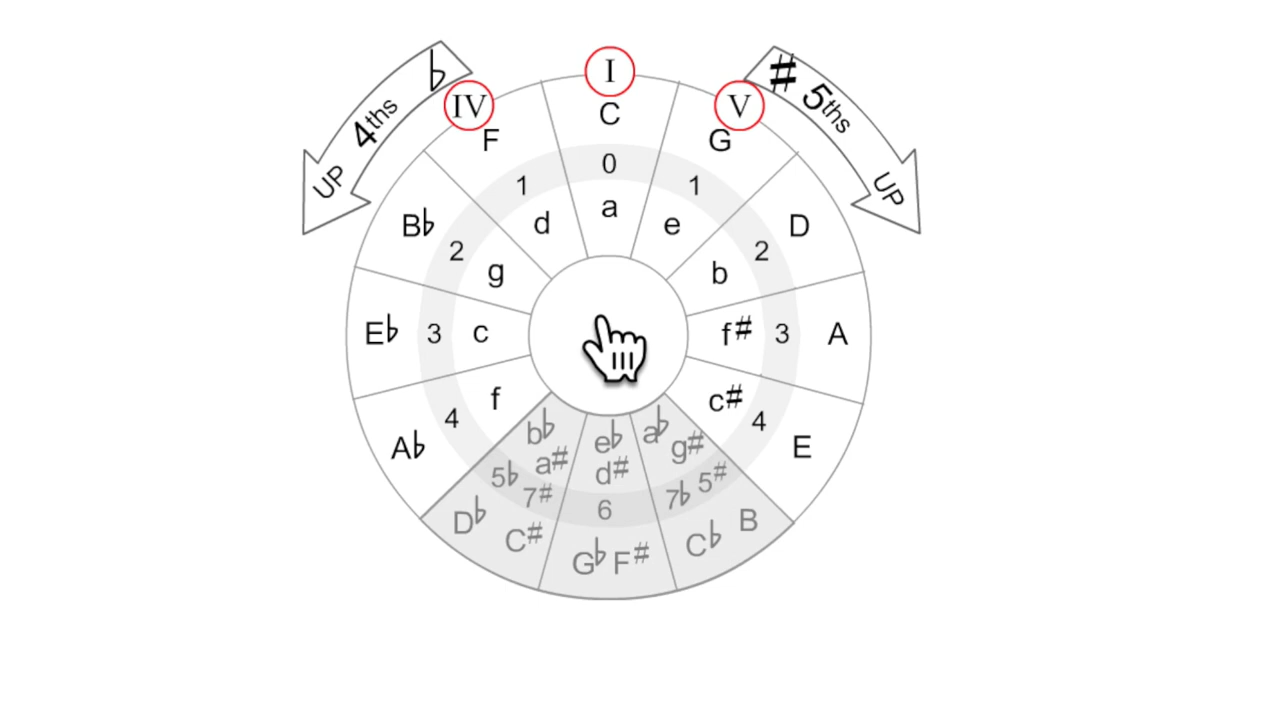 ♭ 4ths UP
♯ 5ths UP
IV
I
V
F
C
G
1
0
1
d
a
e
B♭
2
g
b
2
D
E♭
3
c
f♯
3
A
A♭
4
f
c♯
4
E
b♭
a♯
e♭
d♯
a♭
g♯
5♭
7♯
6
7♭
5♯
D♭
C♯
G♭ F♯
C♭
B